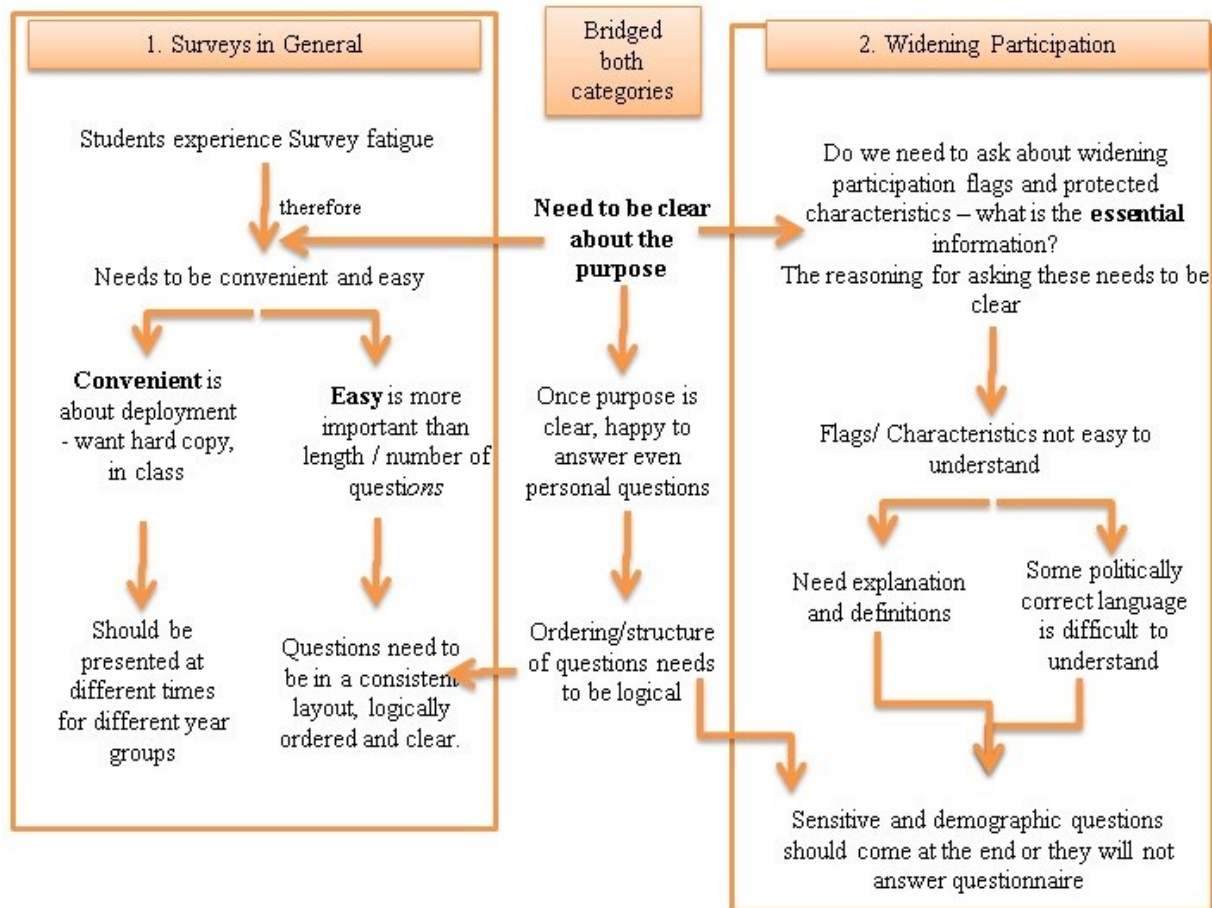 1. Surveys in General
Students experience Survey fatigue
therefore
Needs to be convenient and easy
Convenient is
about deployment
- want hard copy,
in class
Should be
presented at
different times
for different year
groups
Easy is more
important than
length / number of
questions
Questions need to
be in a consistent
layout, logically
ordered and clear.
Bridged
both
categories
Need to be clear
about the
purpose
Once purpose is
clear, happy to
answer even
personal questions
Ordering/structure
of questions needs
to be logical
2. Widening Participation
Do we need to ask about widening
participation flags and protected
characteristics – what is the essential
information?
The reasoning for asking these needs to be
clear
Flags/ Characteristics not easy to
understand
Need explanation
and definitions
Some politically
correct language
is difficult to
understand
Sensitive and demographic questions
should come at the end or they will not
answer questionnaire